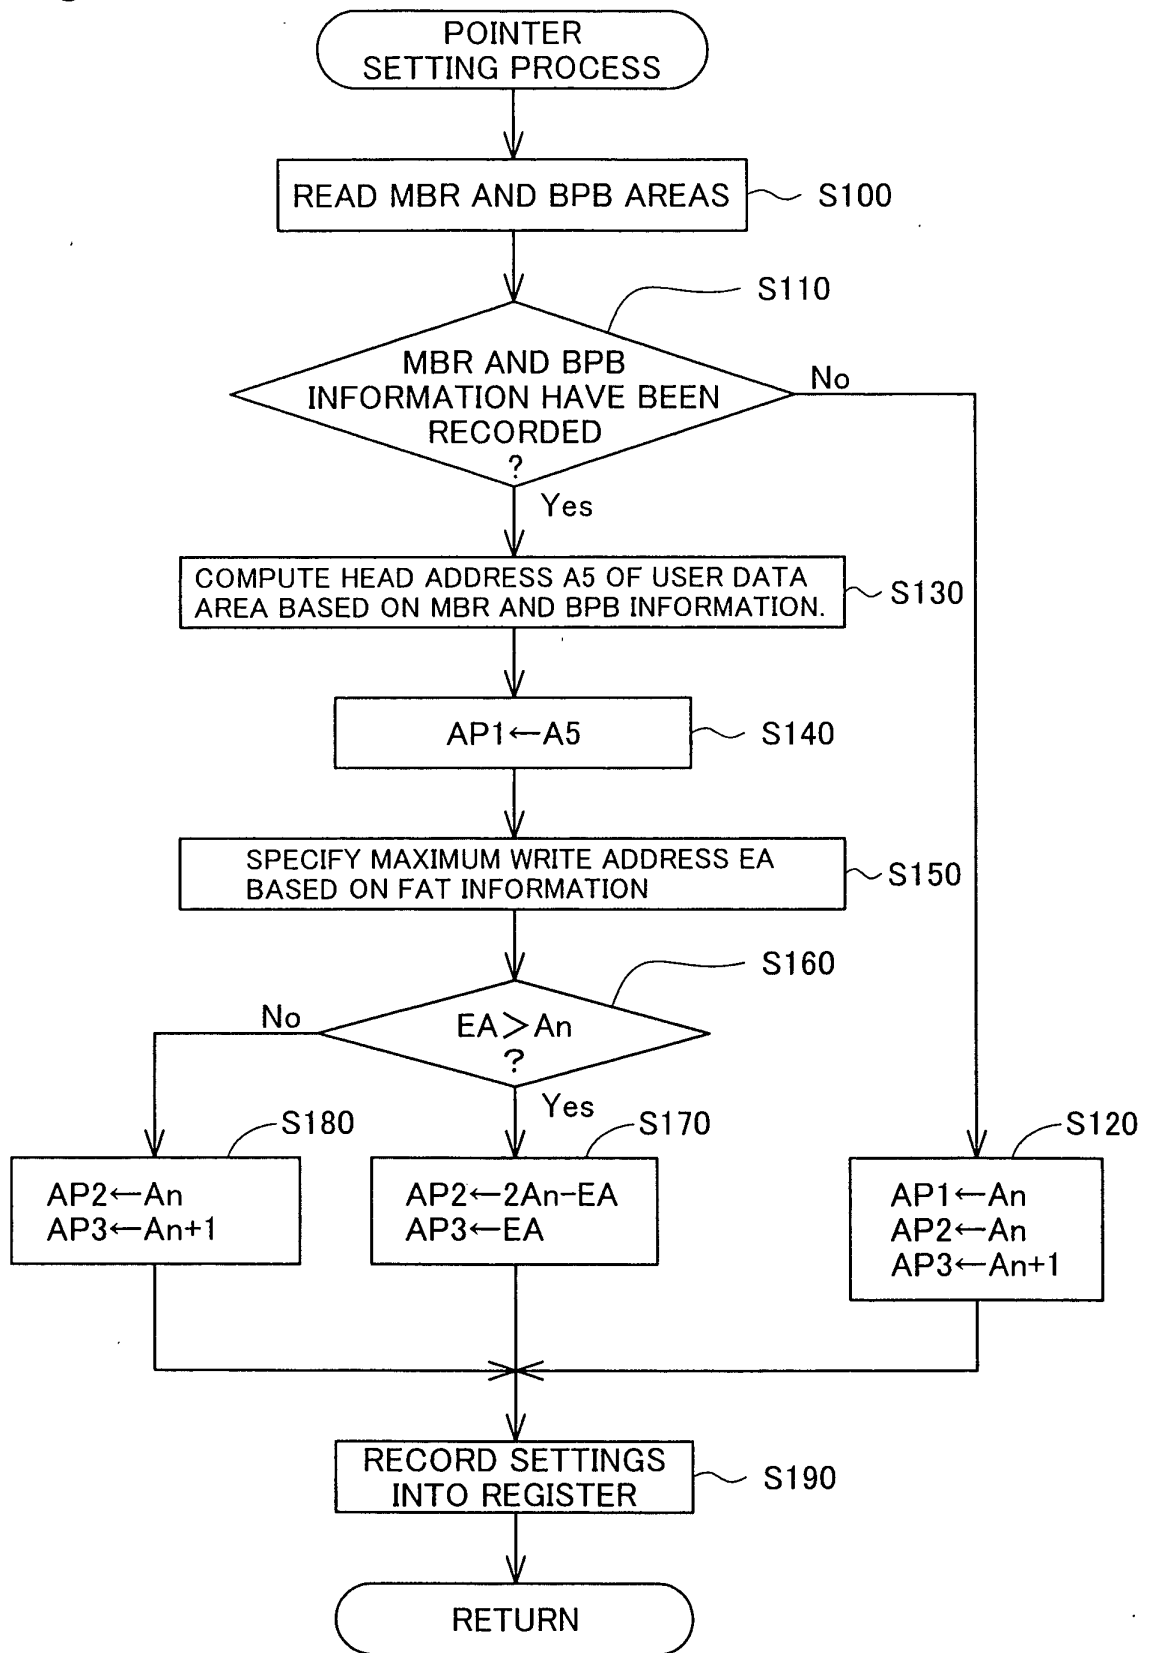 POINTER
SETTING PROCESS
READ MBR AND BPB AREAS
S100
S110
MBR AND BPB
INFORMATION HAVE BEEN
RECORDED
?
No
Yes
COMPUTE HEAD ADDRESS A5 OF USER DATA
AREA BASED ON MBR AND BPB INFORMATION.
S130
AP1←A5
S140
SPECIFY MAXIMUM WRITE ADDRESS EA
BASED ON FAT INFORMATION
S150
S160
EA>An
?
No
Yes
S180
AP2←An
AP3←An+1
S170
AP2←2An-EA
AP3←EA
S120
AP1←An
AP2←An
AP3←An+1
RECORD SETTINGS
INTO REGISTER
S190
RETURN